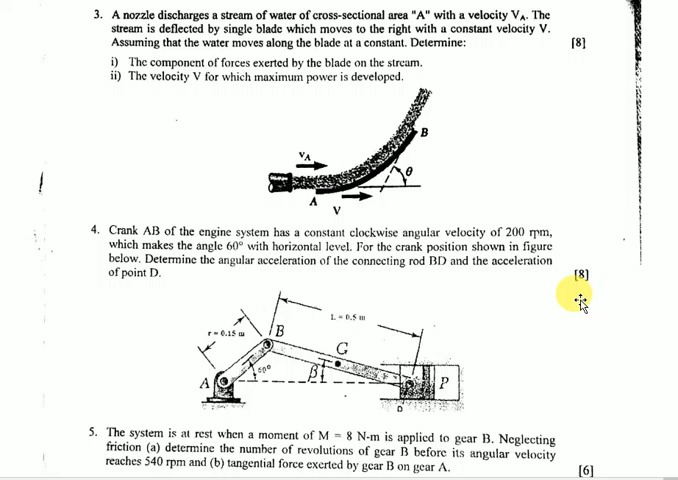 3. A nozzle discharges a stream of water of cross-sectional area "A" with a velocity VA. The
stream is deflected by single blade which moves to the right with a constant velocity V.
Assuming that the water moves along the blade at a constant. Determine: [8]
i) The component of forces exerted by the blade on the stream.
ii) The velocity V for which maximum power is developed.
B
VA
θ
A
V
4. Crank AB of the engine system has a constant clockwise angular velocity of 200 rpm,
which makes the angle 60° with horizontal level. For the crank position shown in figure
below. Determine the angular acceleration of the connecting rod BD and the acceleration
of point D. [8]
L = 0.5 m
r = 0.15 m
B
G
60°
A
β
P
D
5. The system is at rest when a moment of M = 8 N-m is applied to gear B. Neglecting
friction (a) determine the number of revolutions of gear B before its angular velocity
reaches 540 rpm and (b) tangential force exerted by gear B on gear A. [6]